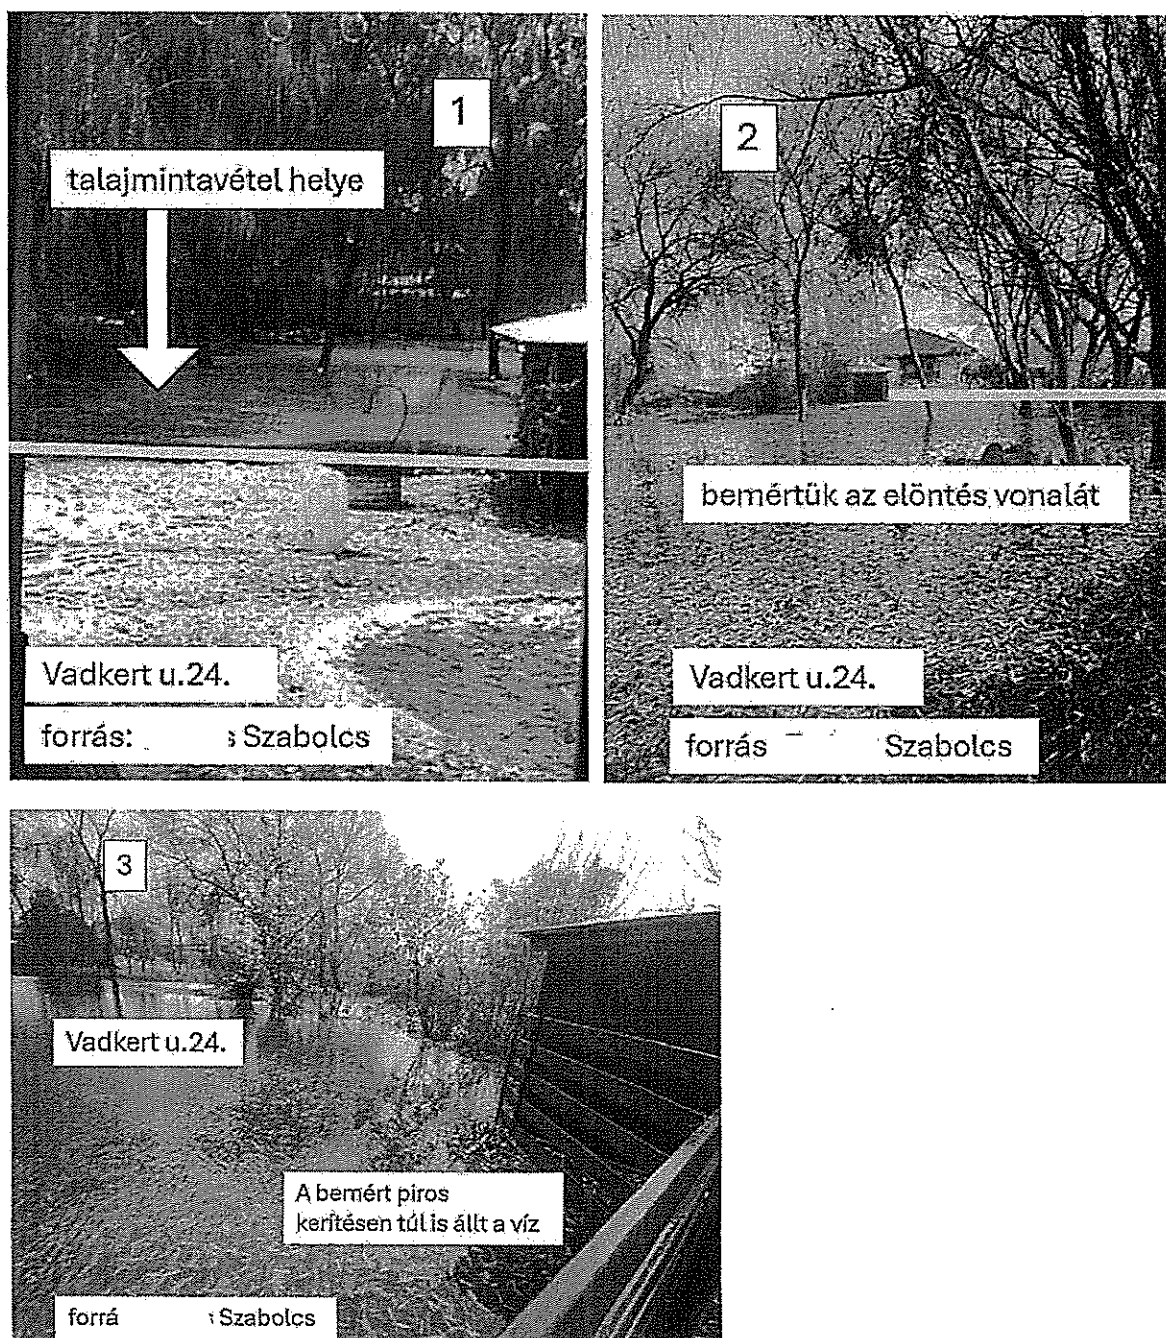 1
talajmintavétel helye
Vadkert u.24.
forrás: s Szabolcs
2
bemértük az elöntés vonalát
Vadkert u.24.
forrás Szabolcs
3
Vadkert u.24.
A bemért piros
kerítésen túl is állt a víz
forrá Szabolcs